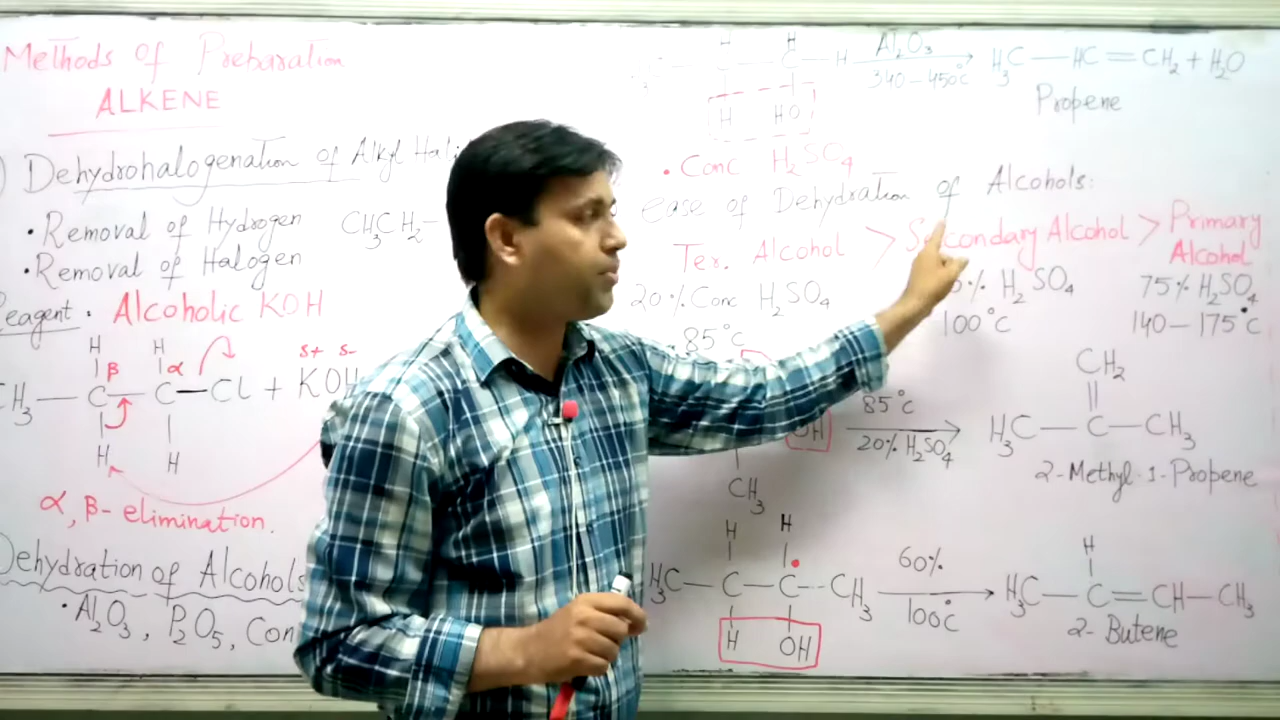 Methods of Prebaration
ALKENE
) Dehydrohalogenation of Alkyl Hali
• Removal of Hydrogen CH3CH2—
• Removal of Halogen
Reagent • Alcoholic KOH
H H δ+ δ-
β α
CH3 — C — C — Cl + KOH
H H
α, β- elimination.
Dehydration of Alcohols
• Al2O3, P2O5, Con
H H
H Al2O3 H3C — HC = CH2 + H2O
340-450°C
H HO Propene
• Conc H2SO4
ease of Dehydration of Alcohols:
Ter. Alcohol > Secondary Alcohol > Primary
Alcohol
20% Conc H2SO4 % H2SO4 75% H2SO4
85°C 100°C 140-175°C
CH2
OH 85°C H3C — C — CH3
20% H2SO4
CH3 2-Methyl-1-Propene
H H
H3C — C — C — CH3 60% H H3C — C = CH — CH3
100°C
H OH 2-Butene